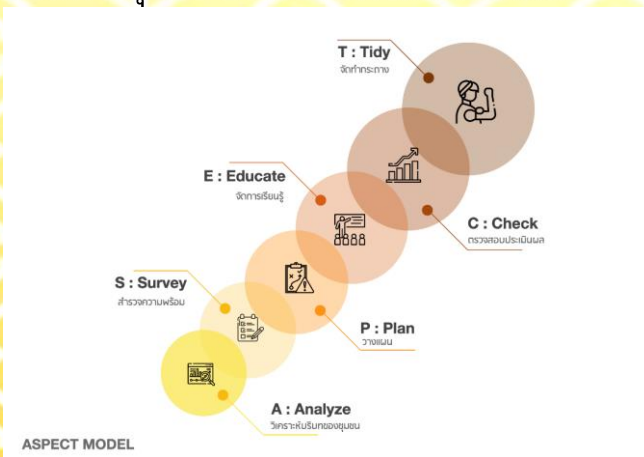 T : Tidy
จัดทำกระถาง
E : Educate
จัดการเรียนรู้
C : Check
ตรวจสอบประเมินผล
S : Survey
สำรวจความพร้อม
P : Plan
วางแผน
A : Analyze
วิเคราะห์บริบทของชุมชน
ASPECT MODEL